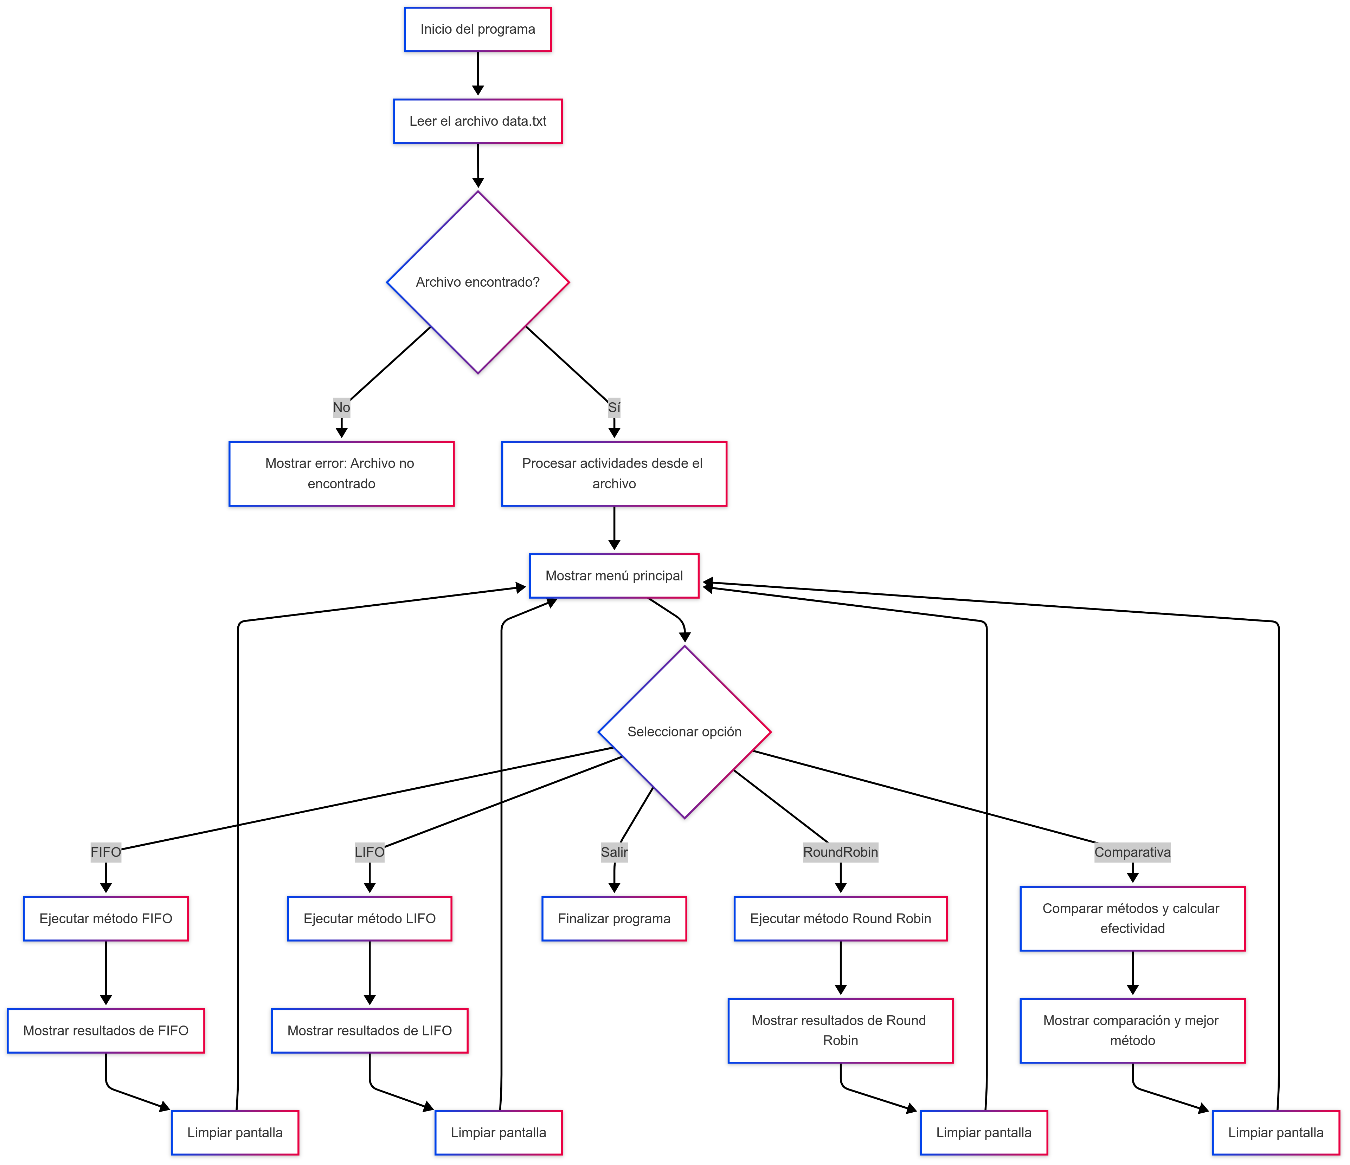 Inicio del programa
Leer el archivo data.txt
Archivo encontrado?
No
Sí
Mostrar error: Archivo no
encontrado
Procesar actividades desde el
archivo
Mostrar menú principal
Seleccionar opción
FIFO
LIFO
Salir
RoundRobin
Comparativa
Ejecutar método FIFO
Ejecutar método LIFO
Finalizar programa
Ejecutar método Round Robin
Comparar métodos y calcular
efectividad
Mostrar resultados de FIFO
Mostrar resultados de LIFO
Mostrar resultados de Round
Robin
Mostrar comparación y mejor
método
Limpiar pantalla
Limpiar pantalla
Limpiar pantalla
Limpiar pantalla